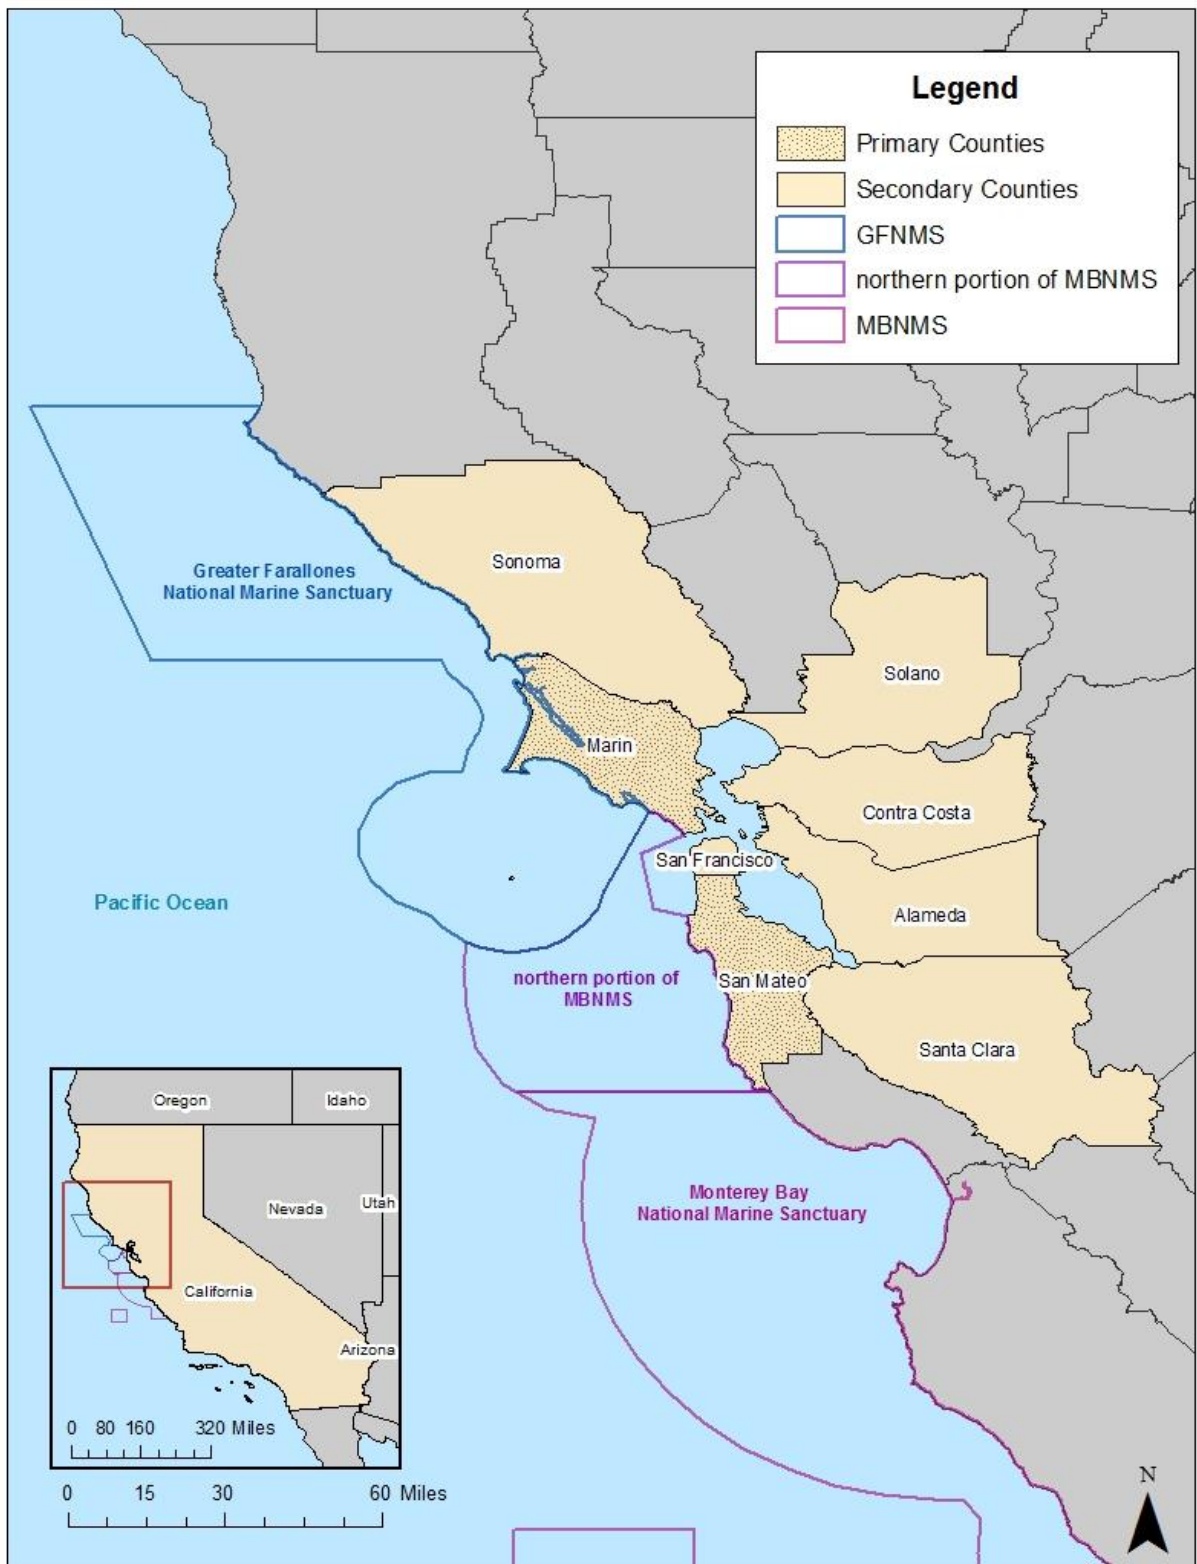 Legend
Primary Counties
Secondary Counties
GFNMS
northern portion of MBNMS
MBNMS
Sonoma
Greater Farallones
National Marine Sanctuary
Solano
Marin
Contra Costa
San Francisco
Pacific Ocean
Alameda
northern portion of
MBNMS
San Mateo
Santa Clara
Oregon
Idaho
Nevada
Utah
California
Arizona
0 80 160 320 Miles
Monterey Bay
National Marine Sanctuary
0 15 30 60 Miles
N